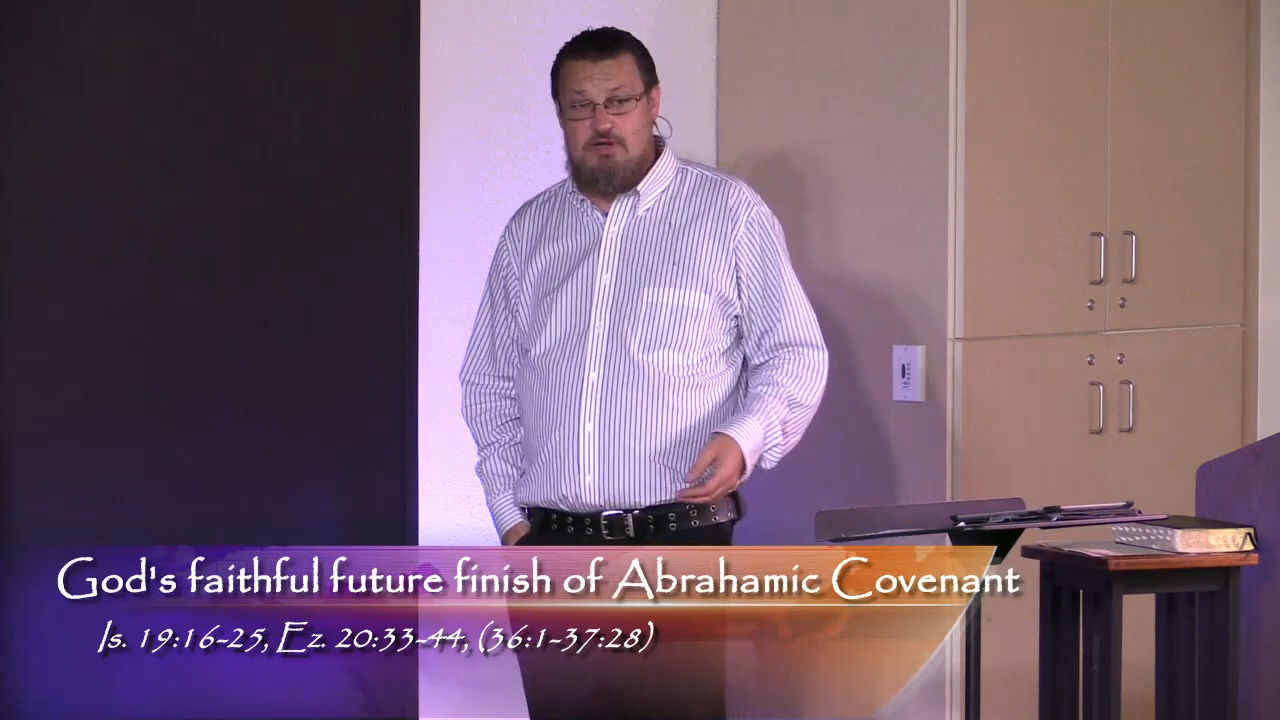 God's faithful future finish of Abrahamic Covenant
Is. 19:16-25, Ez. 20:33-44, (36:1-37:28)